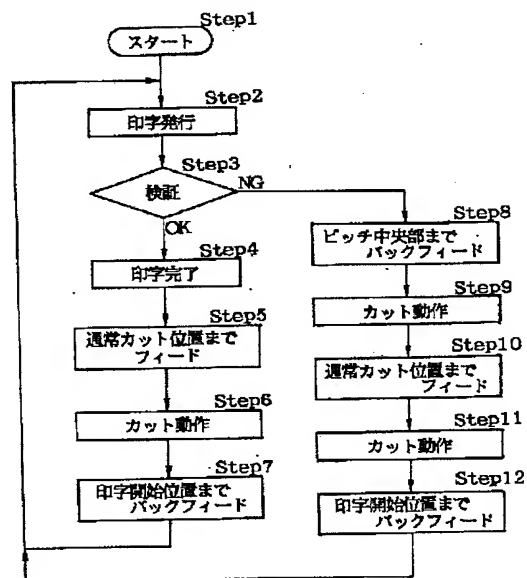 Step1
スタート
Step2
印字発行
Step3
検証
NG
OK
Step4
印字完了
Step5
通常カット位置まで
フィード
Step6
カット動作
Step7
印字開始位置まで
バックフィード
Step8
ピッチ中央部まで
バックフィード
Step9
カット動作
Step10
通常カット位置まで
フィード
Step11
カット動作
Step12
印字開始位置まで
バックフィード